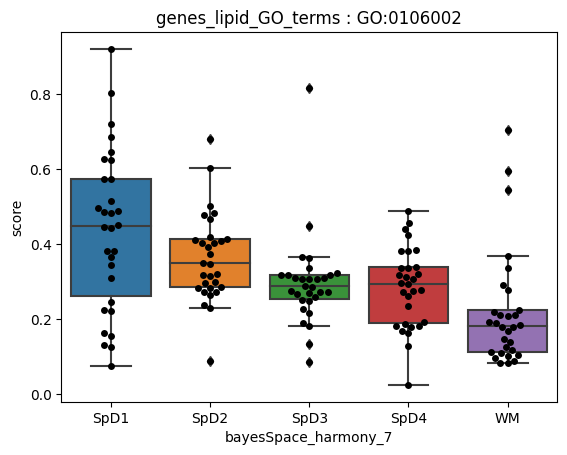 genes_lipid_GO_terms : GO:0106002
score
0.8
0.6
0.4
0.2
0.0
SpD1 SpD2 SpD3 SpD4 WM
bayesSpace_harmony_7